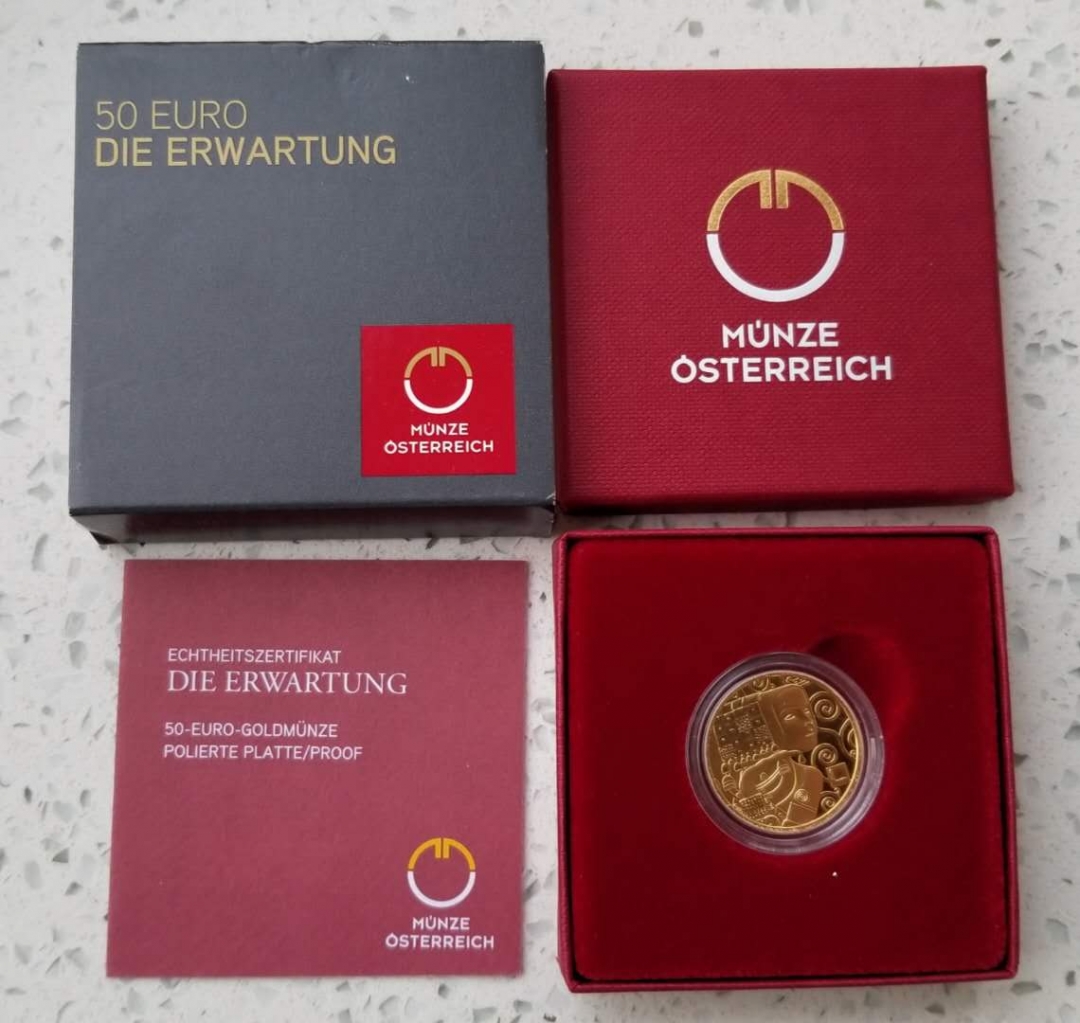 50 EURO
DIE ERWARTUNG
MÜNZE
ÖSTERREICH
MÜNZE
ÖSTERREICH
ECHTHEITSZERTIFIKAT
DIE ERWARTUNG
50-EURO-GOLDMÜNZE
POLIERTE PLATTE/PROOF
MÜNZE
ÖSTERREICH